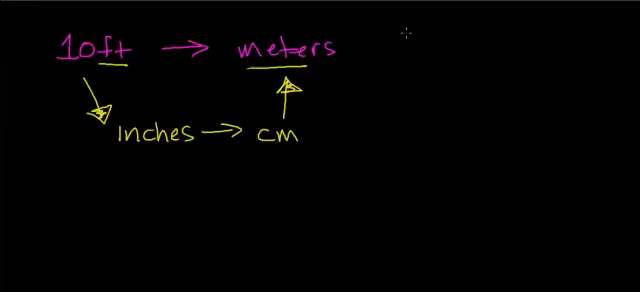 10ft → meters
inches → cm